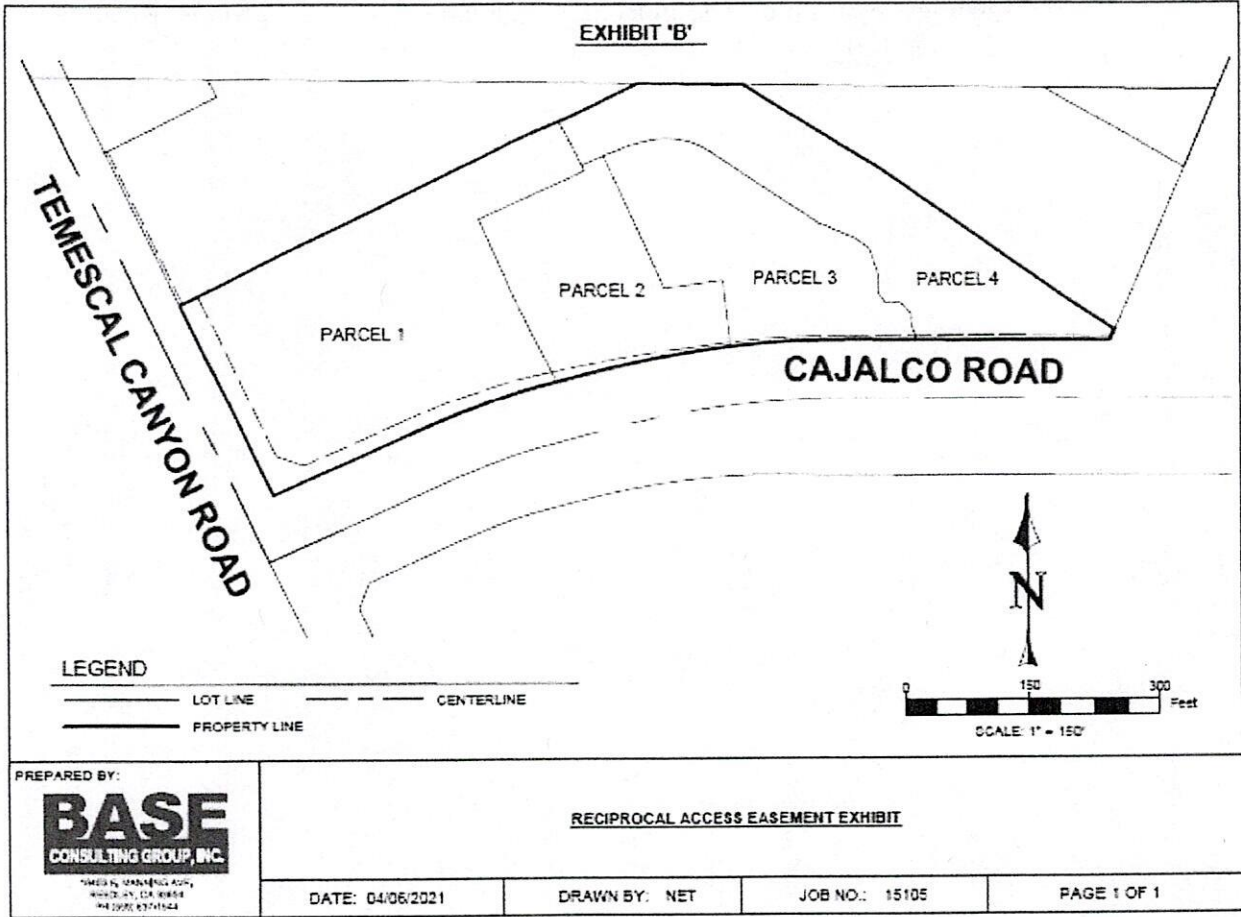 EXHIBIT 'B'
TEMESCAL CANYON ROAD
PARCEL 1
PARCEL 2
PARCEL 3
PARCEL 4
CAJALCO ROAD
N
LEGEND
LOT LINE
CENTERLINE
PROPERTY LINE
0 150 300 Feet
SCALE: 1" = 150'
PREPARED BY:
BASE
CONSULTING GROUP, INC.
RECIPROCAL ACCESS EASEMENT EXHIBIT
DATE: 04/06/2021
DRAWN BY: NET
JOB NO.: 15105
PAGE 1 OF 1